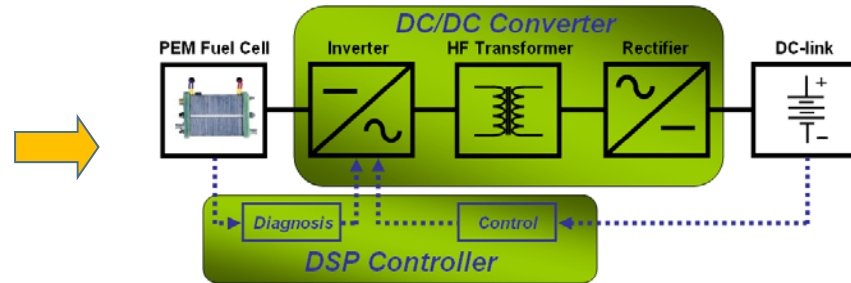 DC/DC Converter
PEM Fuel Cell
Inverter
HF Transformer
Rectifier
DC-link
+
−
Diagnosis
Control
DSP Controller